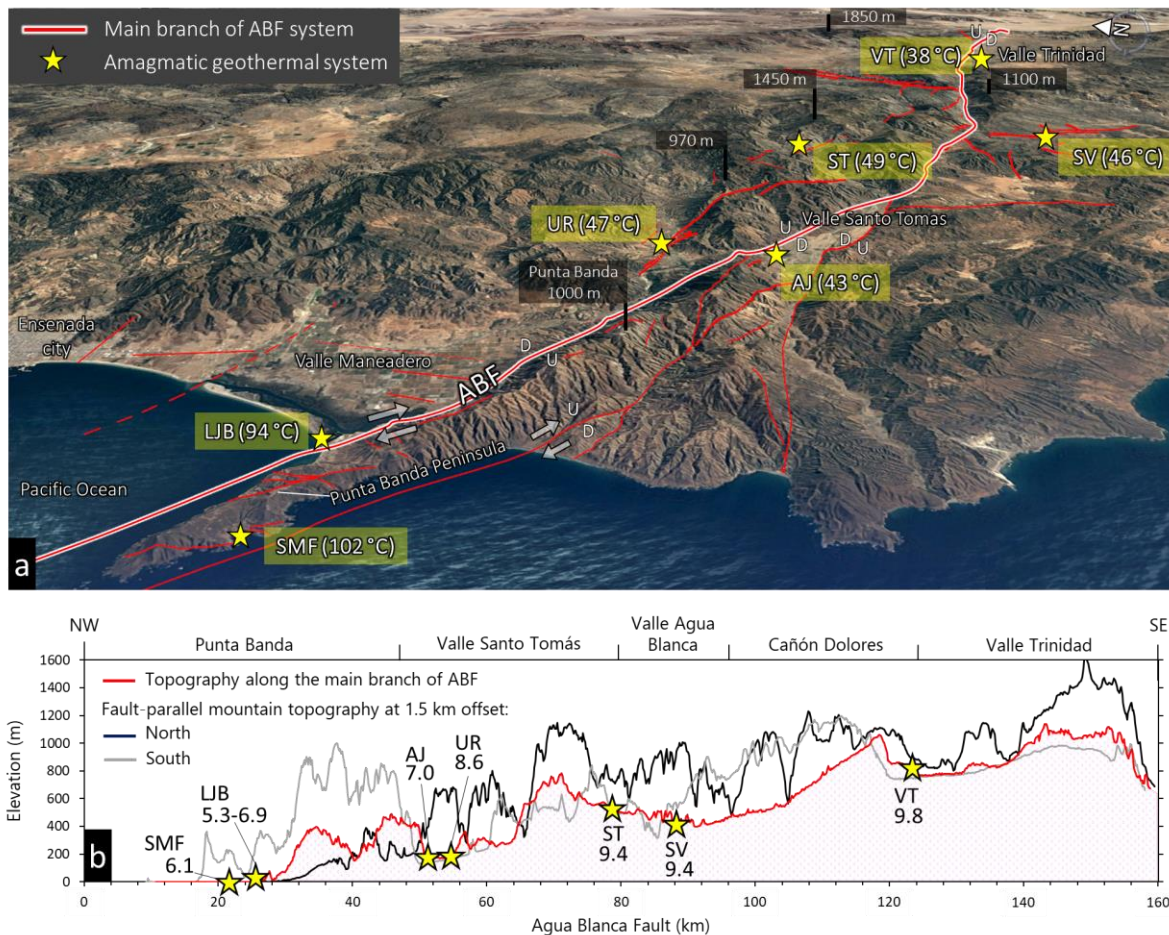 Main branch of ABF system
Amagmatic geothermal system
1850 m
N
U
D
VT (38 °C)
Valle Trinidad
1450 m
1100 m
970 m
ST (49 °C)
SV (46 °C)
UR (47 °C)
Valle Santo Tomas
U
D
D
U
AJ (43 °C)
Punta Banda
1000 m
Ensenada
city
Valle Maneadero
D
U
ABF
LJB (94 °C)
U
D
Pacific Ocean
Punta Banda Peninsula
SMF (102 °C)
a
NW
Punta Banda
Valle Santo Tomás
Valle Agua
Blanca
Cañón Dolores
Valle Trinidad
SE
1600
1400
1200
1000
800
600
400
200
0
Elevation (m)
Topography along the main branch of ABF
Fault-parallel mountain topography at 1.5 km offset:
North
South
SMF
6.1
LJB
5.3-6.9
AJ
7.0
UR
8.6
ST
9.4
SV
9.4
VT
9.8
b
0 20 40 60 80 100 120 140 160
Agua Blanca Fault (km)